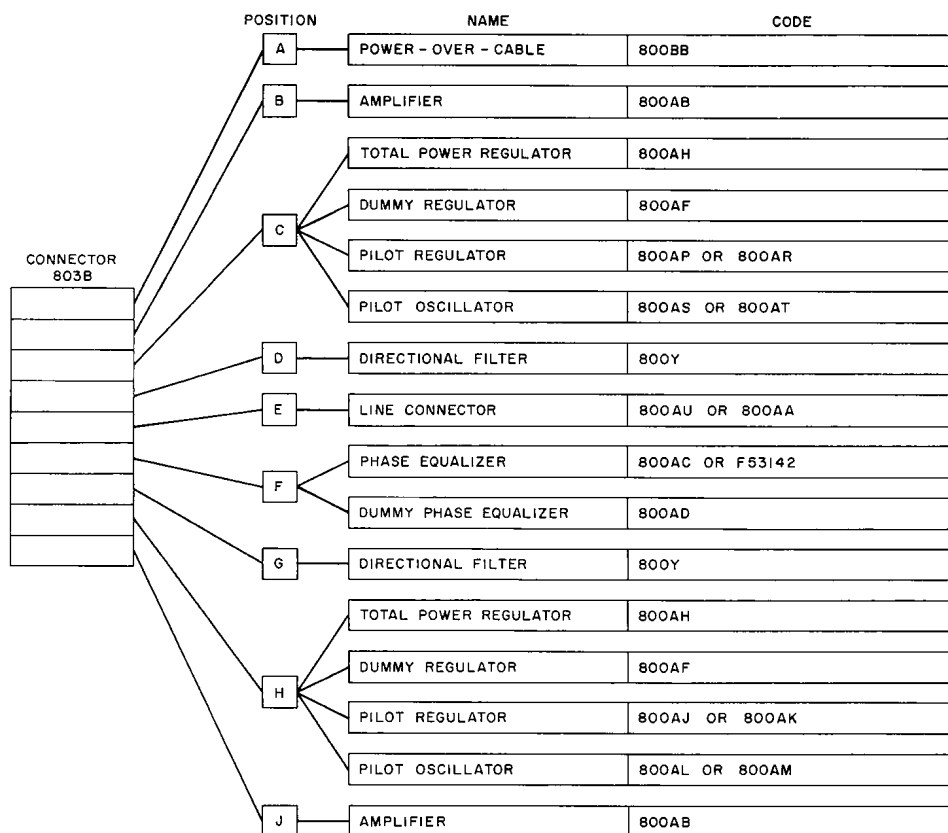 POSITION NAME CODE
A POWER-OVER-CABLE 800BB
B AMPLIFIER 800AB
TOTAL POWER REGULATOR 800AH
DUMMY REGULATOR 800AF
C
PILOT REGULATOR 800AP OR 800AR
CONNECTOR
803B
PILOT OSCILLATOR 800AS OR 800AT
D DIRECTIONAL FILTER 800Y
E LINE CONNECTOR 800AU OR 800AA
PHASE EQUALIZER 800AC OR F53142
F
DUMMY PHASE EQUALIZER 800AD
G DIRECTIONAL FILTER 800Y
TOTAL POWER REGULATOR 800AH
DUMMY REGULATOR 800AF
H
PILOT REGULATOR 800AJ OR 800AK
PILOT OSCILLATOR 800AL OR 800AM
J AMPLIFIER 800AB